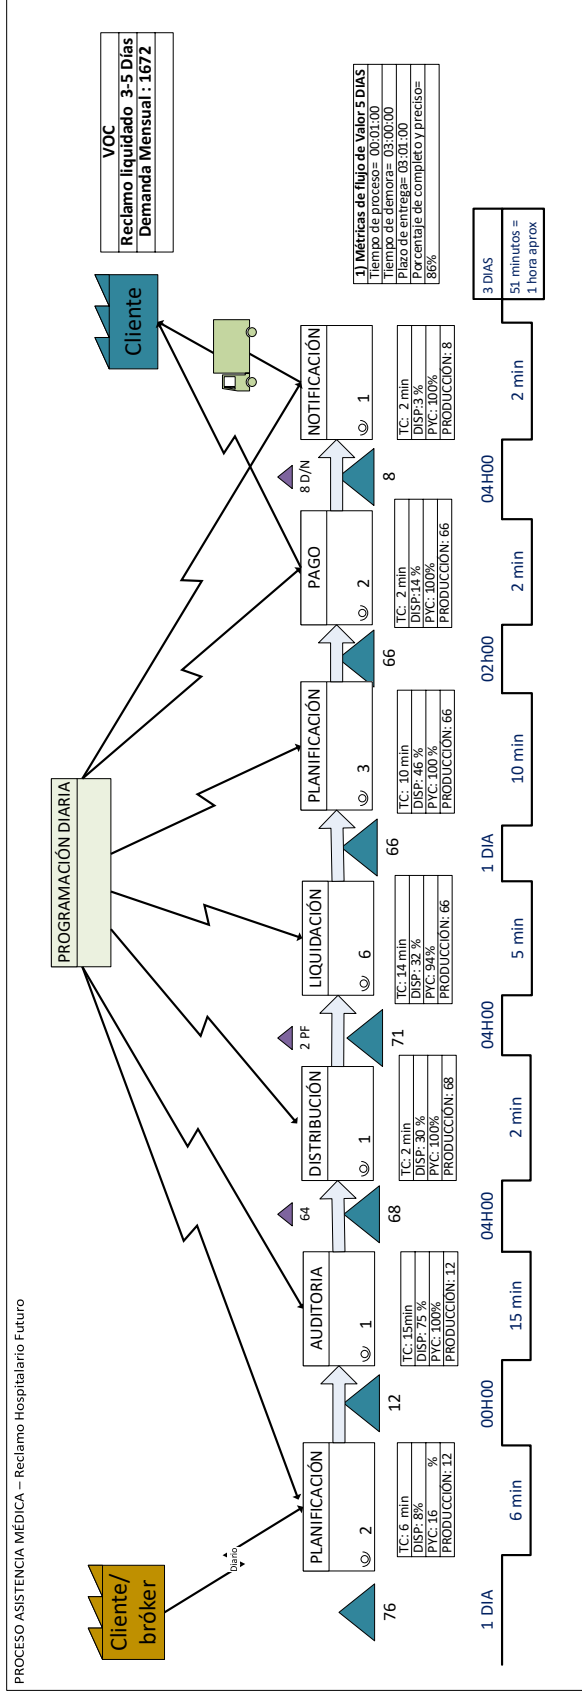 PROCESO ASISTENCIA MÉDICA – Reclamo Hospitalario Futuro
Cliente/
bróker
Diario
PROGRAMACIÓN DIARIA
Cliente
VOC
Reclamo liquidado 3-5 Días
Demanda Mensual : 1672
76
PLANIFICACIÓN
2
TC: 6 min
DISP: 8%
PYC: 16 %
PRODUCCIÓN: 12
12
AUDITORIA
1
TC: 15min
DISP: 75 %
PYC: 100%
PRODUCCIÓN: 12
64
68
DISTRIBUCIÓN
1
TC: 2 min
DISP: 30 %
PYC: 100%
PRODUCCIÓN: 68
2 PF
71
LIQUIDACIÓN
6
TC: 14 min
DISP: 32 %
PYC: 94%
PRODUCCIÓN: 66
66
PLANIFICACIÓN
3
TC: 10 min
DISP: 46 %
PYC: 100 %
PRODUCCIÓN: 66
66
PAGO
2
TC: 2 min
DISP:14 %
PYC: 100%
PRODUCCIÓN: 66
8 D/N
8
NOTIFICACIÓN
1
TC: 2 min
DISP:3 %
PYC: 100%
PRODUCCIÓN: 8
1) Métricas de flujo de Valor 5 DIAS
Tiempo de proceso= 00:01:00
Tiempo de demora= 03:00:00
Plazo de entrega= 03:01:00
Porcentaje de completo y preciso=
86%
1 DIA
6 min
00H00
15 min
04H00
2 min
04H00
5 min
1 DIA
10 min
02h00
2 min
04H00
2 min
3 DIAS
51 minutos =
1 hora aprox